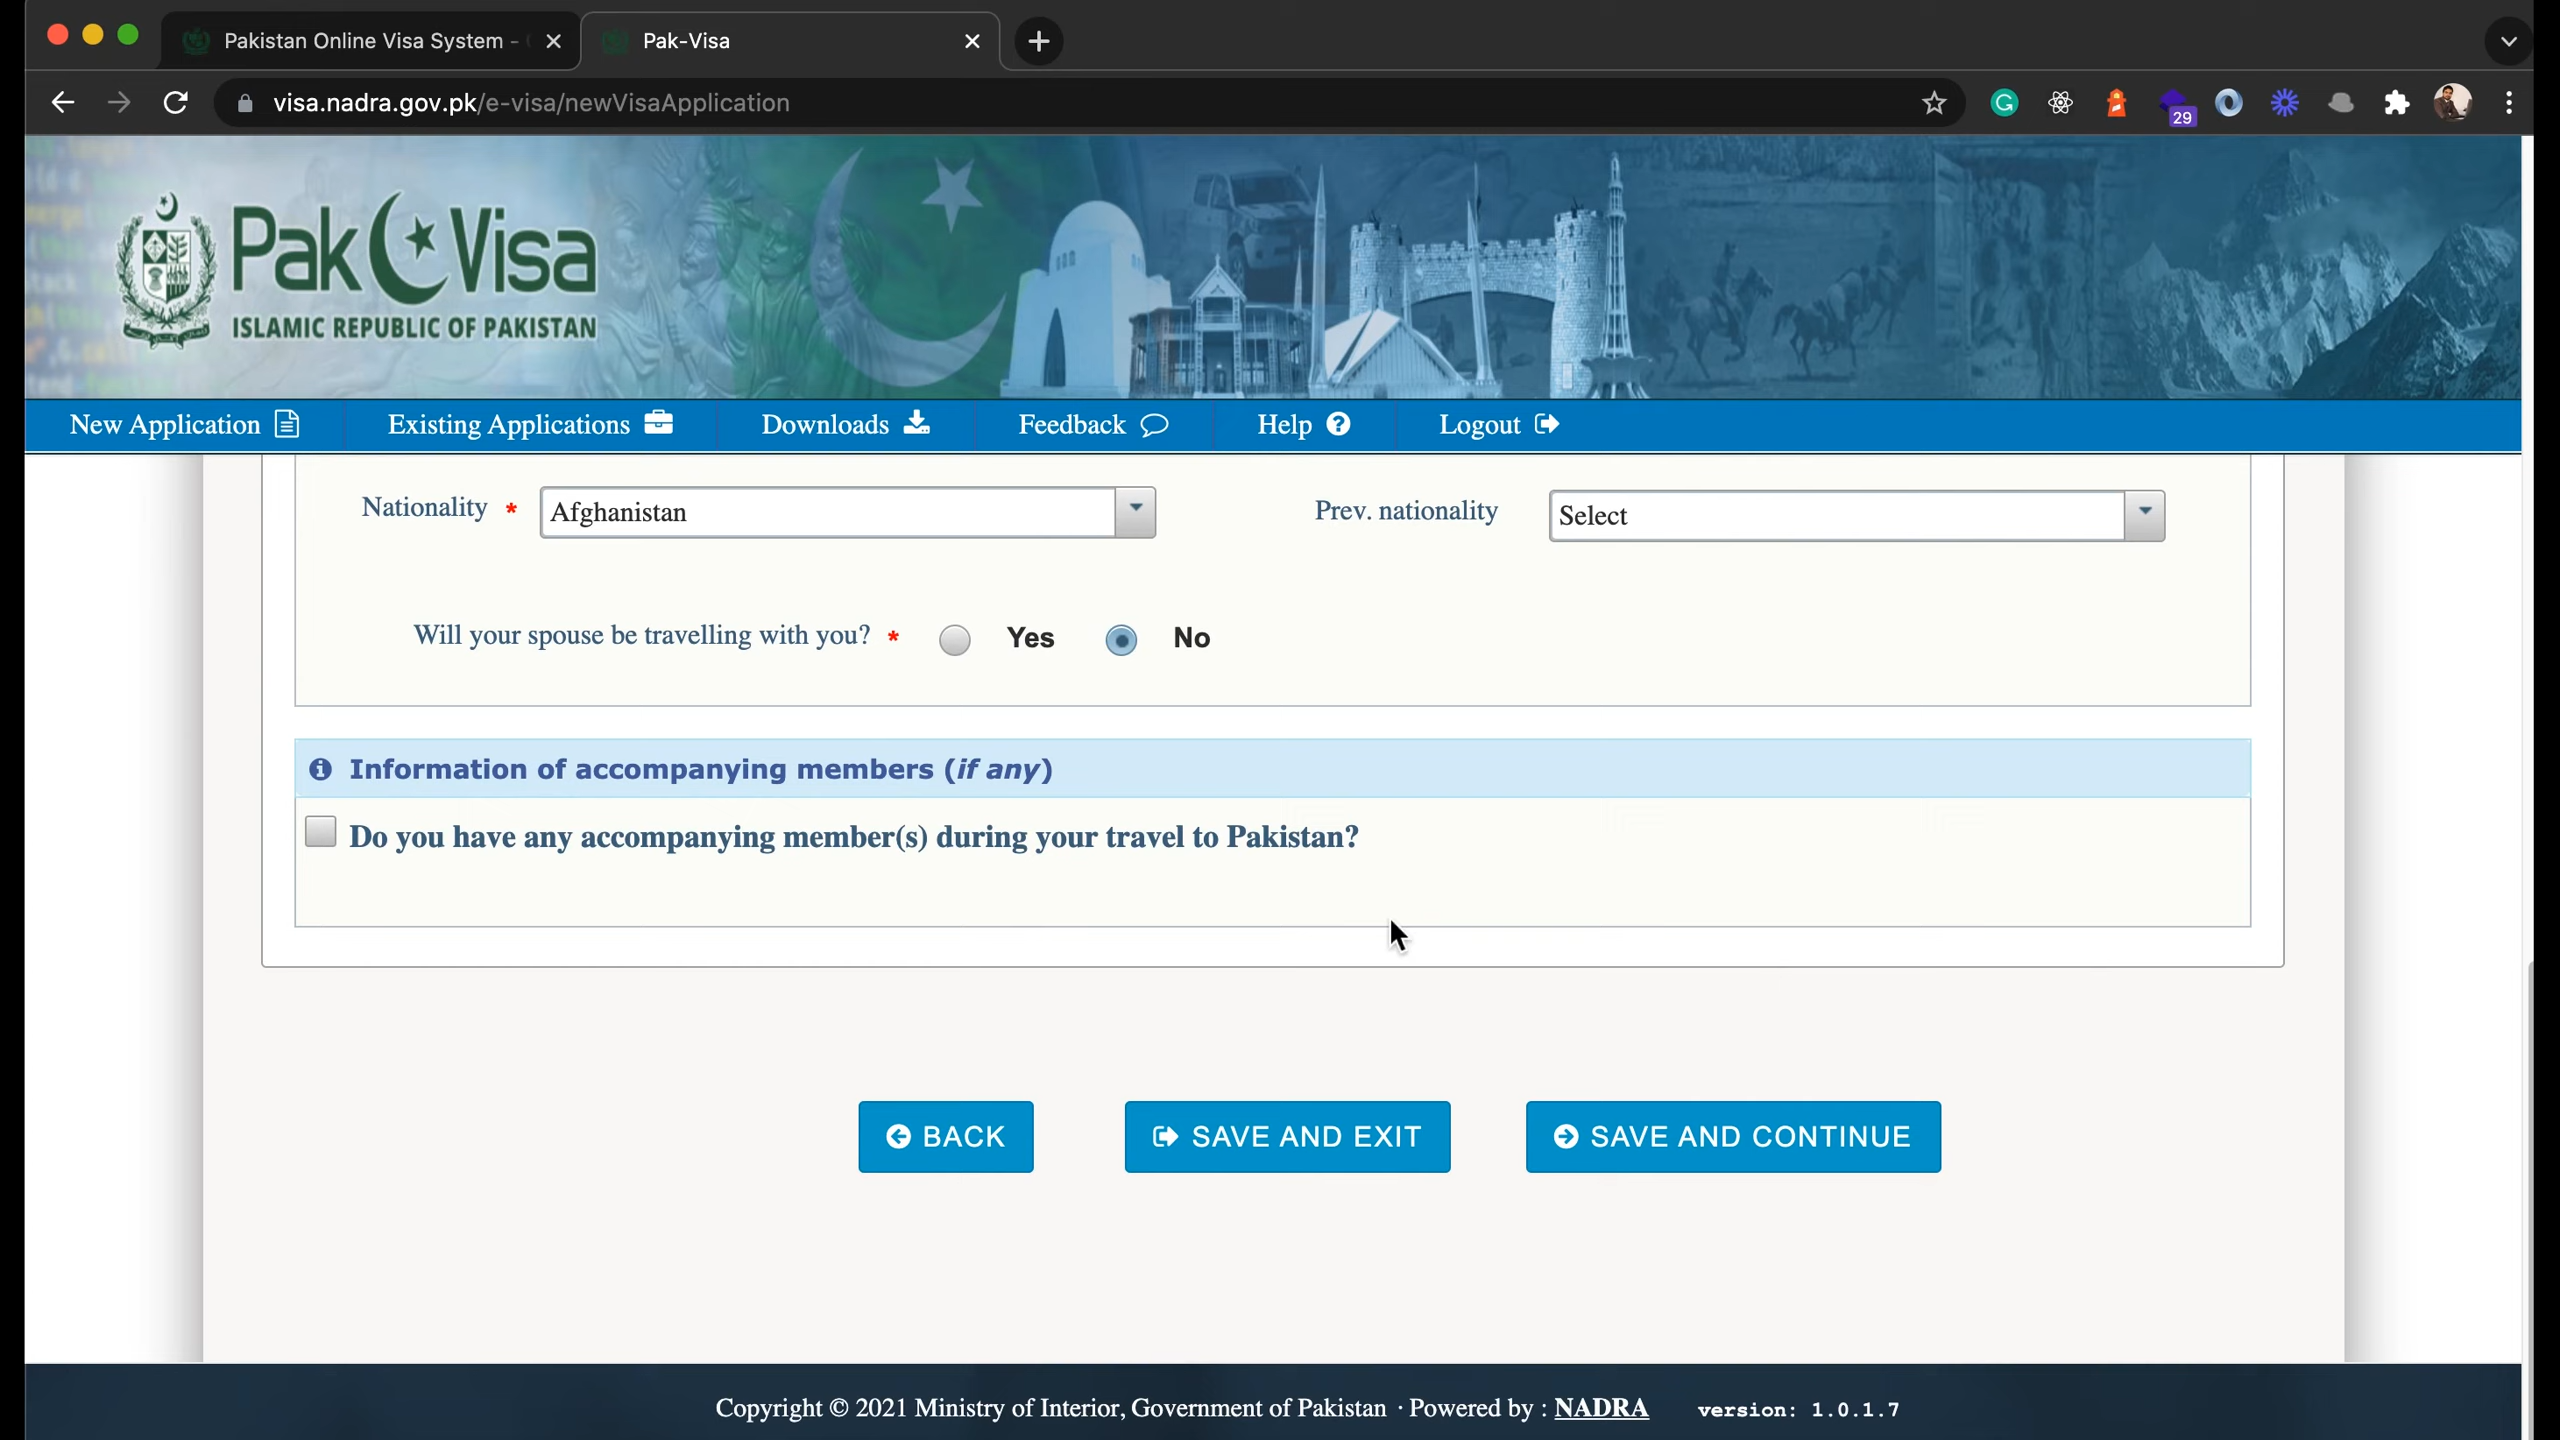 Pakistan Online Visa System -
Pak-Visa
visa.nadra.gov.pk/e-visa/newVisaApplication
29
Pak Visa
ISLAMIC REPUBLIC OF PAKISTAN
New Application
Existing Applications
Downloads
Feedback
Help
Logout
Nationality * Afghanistan
Prev. nationality Select
Will your spouse be travelling with you? * Yes No
Information of accompanying members (if any)
Do you have any accompanying member(s) during your travel to Pakistan?
BACK
SAVE AND EXIT
SAVE AND CONTINUE
Copyright © 2021 Ministry of Interior, Government of Pakistan · Powered by : NADRA version: 1.0.1.7